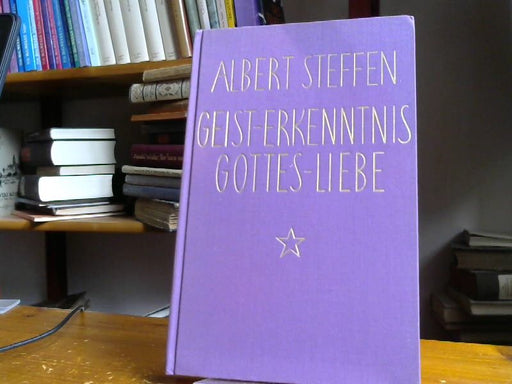 ALBERT STEFFEN
GEIST-ERKENNTNIS
GOTTES-LIEBE